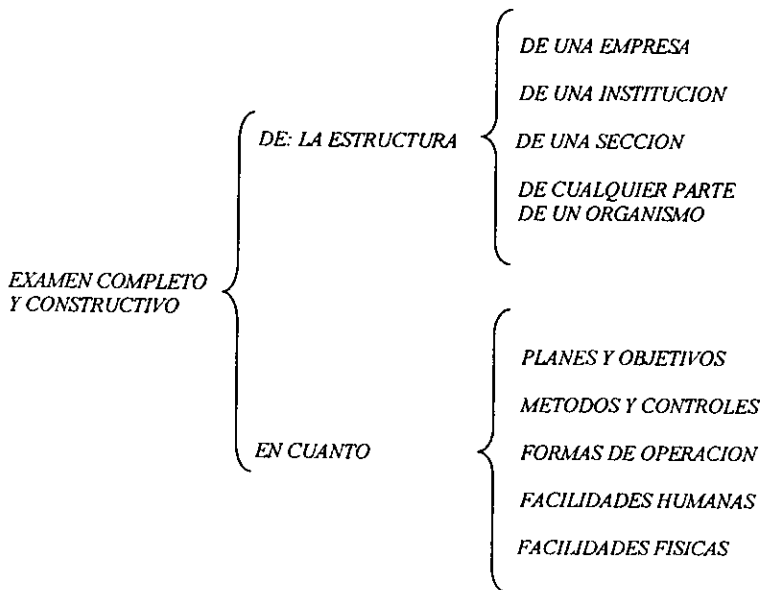 EXAMEN COMPLETO
Y CONSTRUCTIVO
DE: LA ESTRUCTURA
DE UNA EMPRESA
DE UNA INSTITUCION
DE UNA SECCION
DE CUALQUIER PARTE
DE UN ORGANISMO
EN CUANTO
PLANES Y OBJETIVOS
METODOS Y CONTROLES
FORMAS DE OPERACION
FACILIDADES HUMANAS
FACILIDADES FISICAS